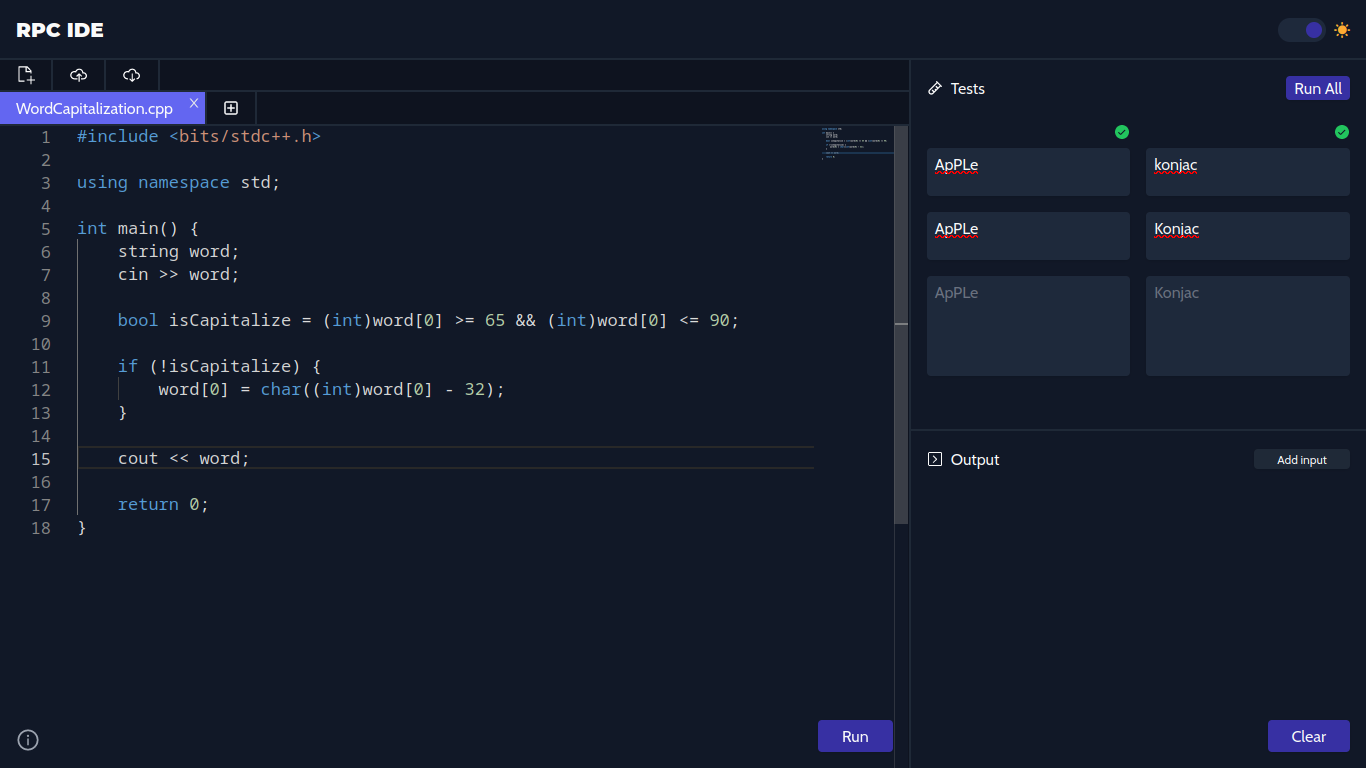 RPC IDE
WordCapitalization.cpp
1 #include <bits/stdc++.h>
2
3 using namespace std;
4
5 int main() {
6     string word;
7     cin >> word;
8
9     bool isCapitalize = (int)word[0] >= 65 && (int)word[0] <= 90;
10
11     if (!isCapitalize) {
12         word[0] = char((int)word[0] - 32);
13     }
14
15     cout << word;
16
17     return 0;
18 }
Run
Tests
Run All
ApPLe konjac
ApPLe Konjac
ApPLe Konjac
Output
Add input
Clear